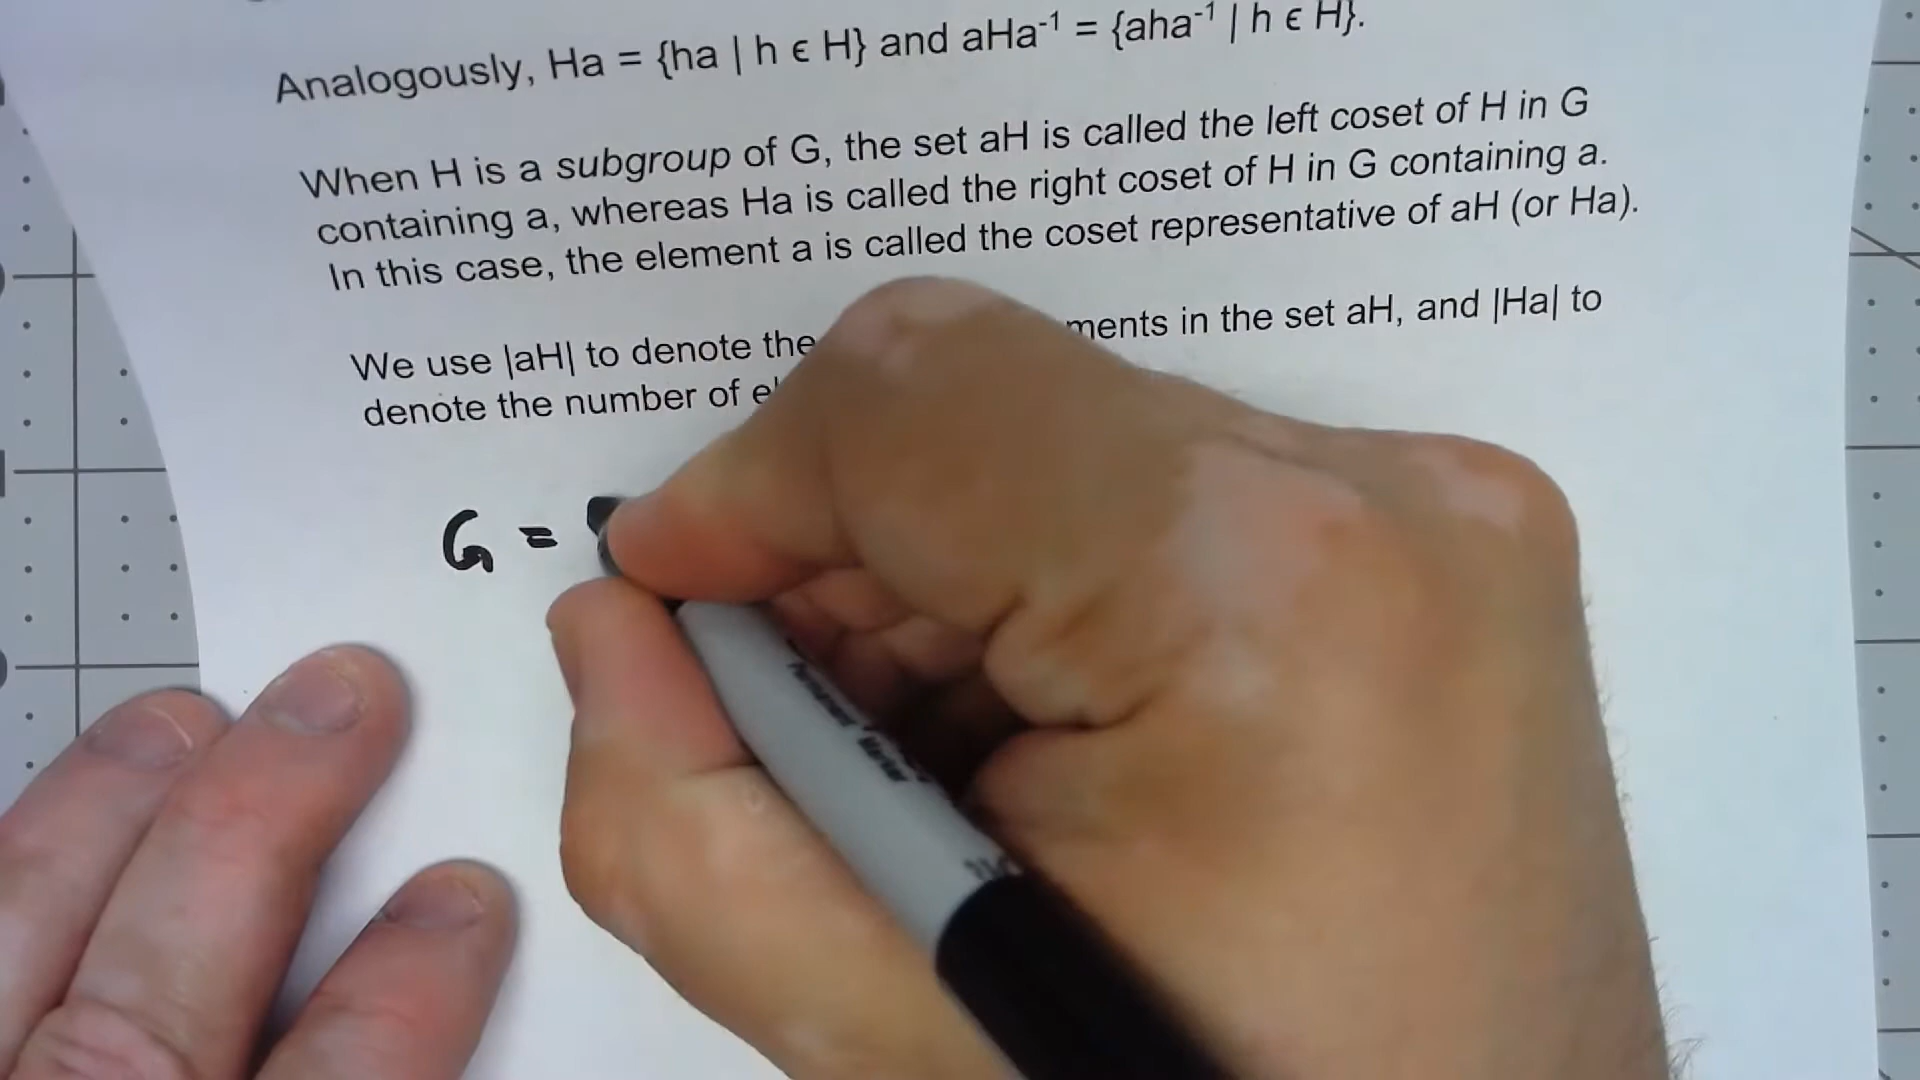 Analogously, Ha = {ha | h ϵ H} and aHa⁻¹ = {aha⁻¹ | h ϵ H}.
When H is a subgroup of G, the set aH is called the left coset of H in G
containing a, whereas Ha is called the right coset of H in G containing a.
In this case, the element a is called the coset representative of aH (or Ha).
We use |aH| to denote the ments in the set aH, and |Ha| to
denote the number of
G =
Permanent Marker